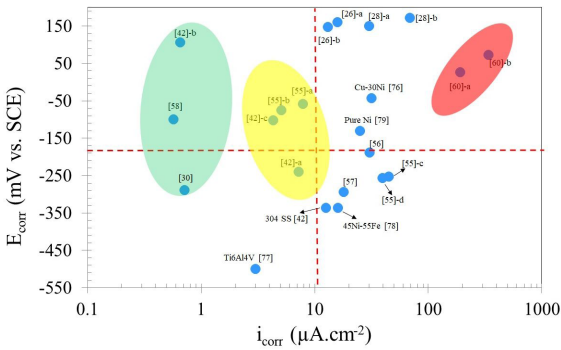 [26]-a
[28]-a
[28]-b
[26]-b
[42]-b
[60]-b
[60]-a
Cu-30Ni [76]
[55]-a
[55]-b
[58]
[42]-c
Pure Ni [79]
[56]
[42]-a
[55]-c
[30]
[57]
[55]-d
304 SS [42]
45Ni-55Fe [78]
Ti6Al4V [77]
150
50
-50
-150
-250
-350
-450
-550
0.1
1
10
100
1000
Ecorr (mV vs. SCE)
icorr (µA.cm-2)